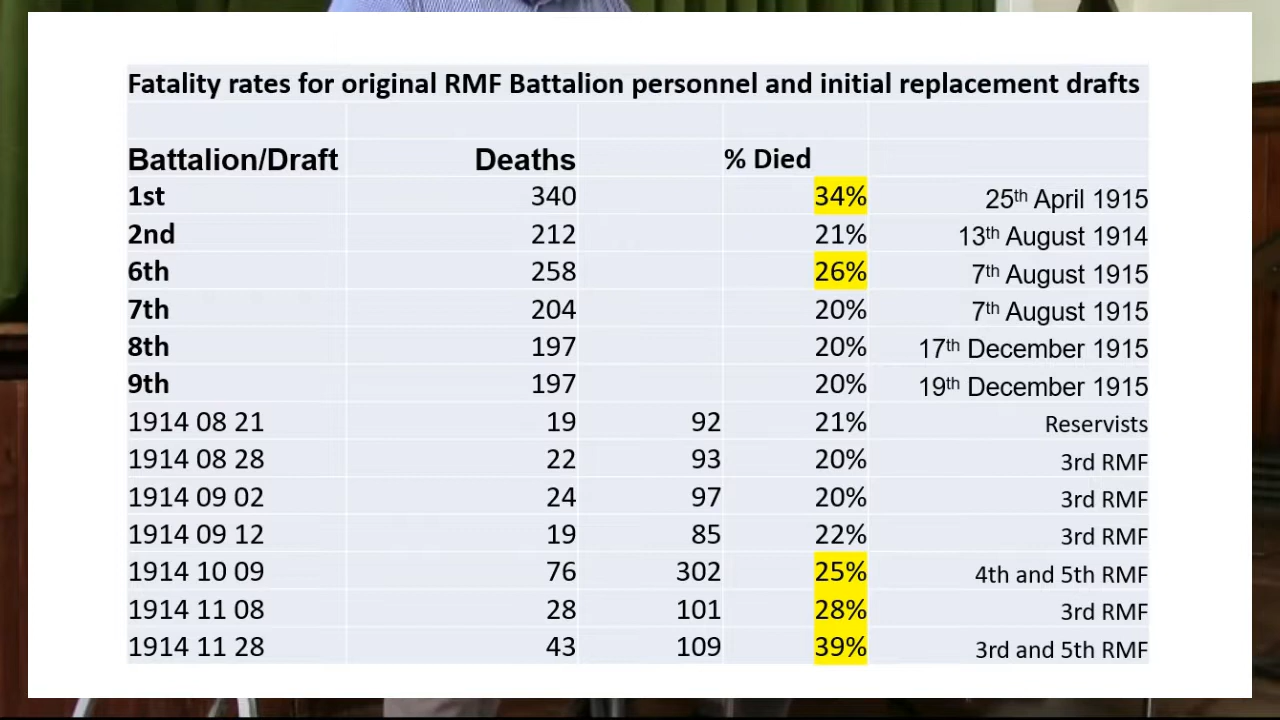 Fatality rates for original RMF Battalion personnel and initial replacement drafts
Battalion/Draft Deaths % Died
1st 340 34% 25th April 1915
2nd 212 21% 13th August 1914
6th 258 26% 7th August 1915
7th 204 20% 7th August 1915
8th 197 20% 17th December 1915
9th 197 20% 19th December 1915
1914 08 21 19 92 21% Reservists
1914 08 28 22 93 20% 3rd RMF
1914 09 02 24 97 20% 3rd RMF
1914 09 12 19 85 22% 3rd RMF
1914 10 09 76 302 25% 4th and 5th RMF
1914 11 08 28 101 28% 3rd RMF
1914 11 28 43 109 39% 3rd and 5th RMF